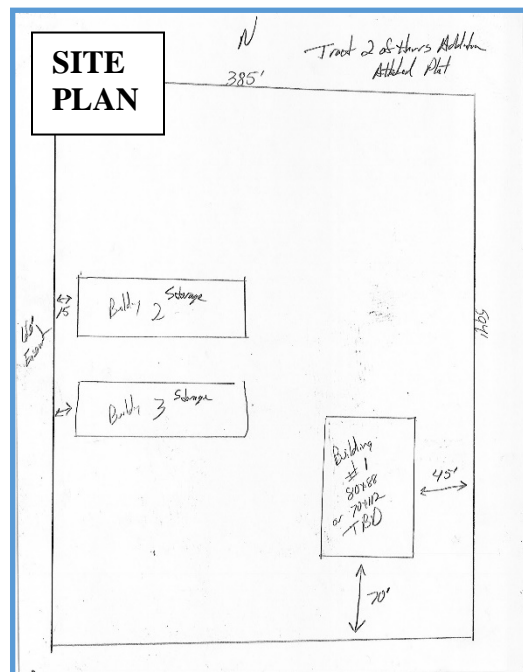 SITE
PLAN
N
385'
Tract 2 of
Addition
Attached Plat
Building 2 Storage
15
594'
Building 3 Storage
Building
# 1
80x88
or 70x112
TBD
45'
70'